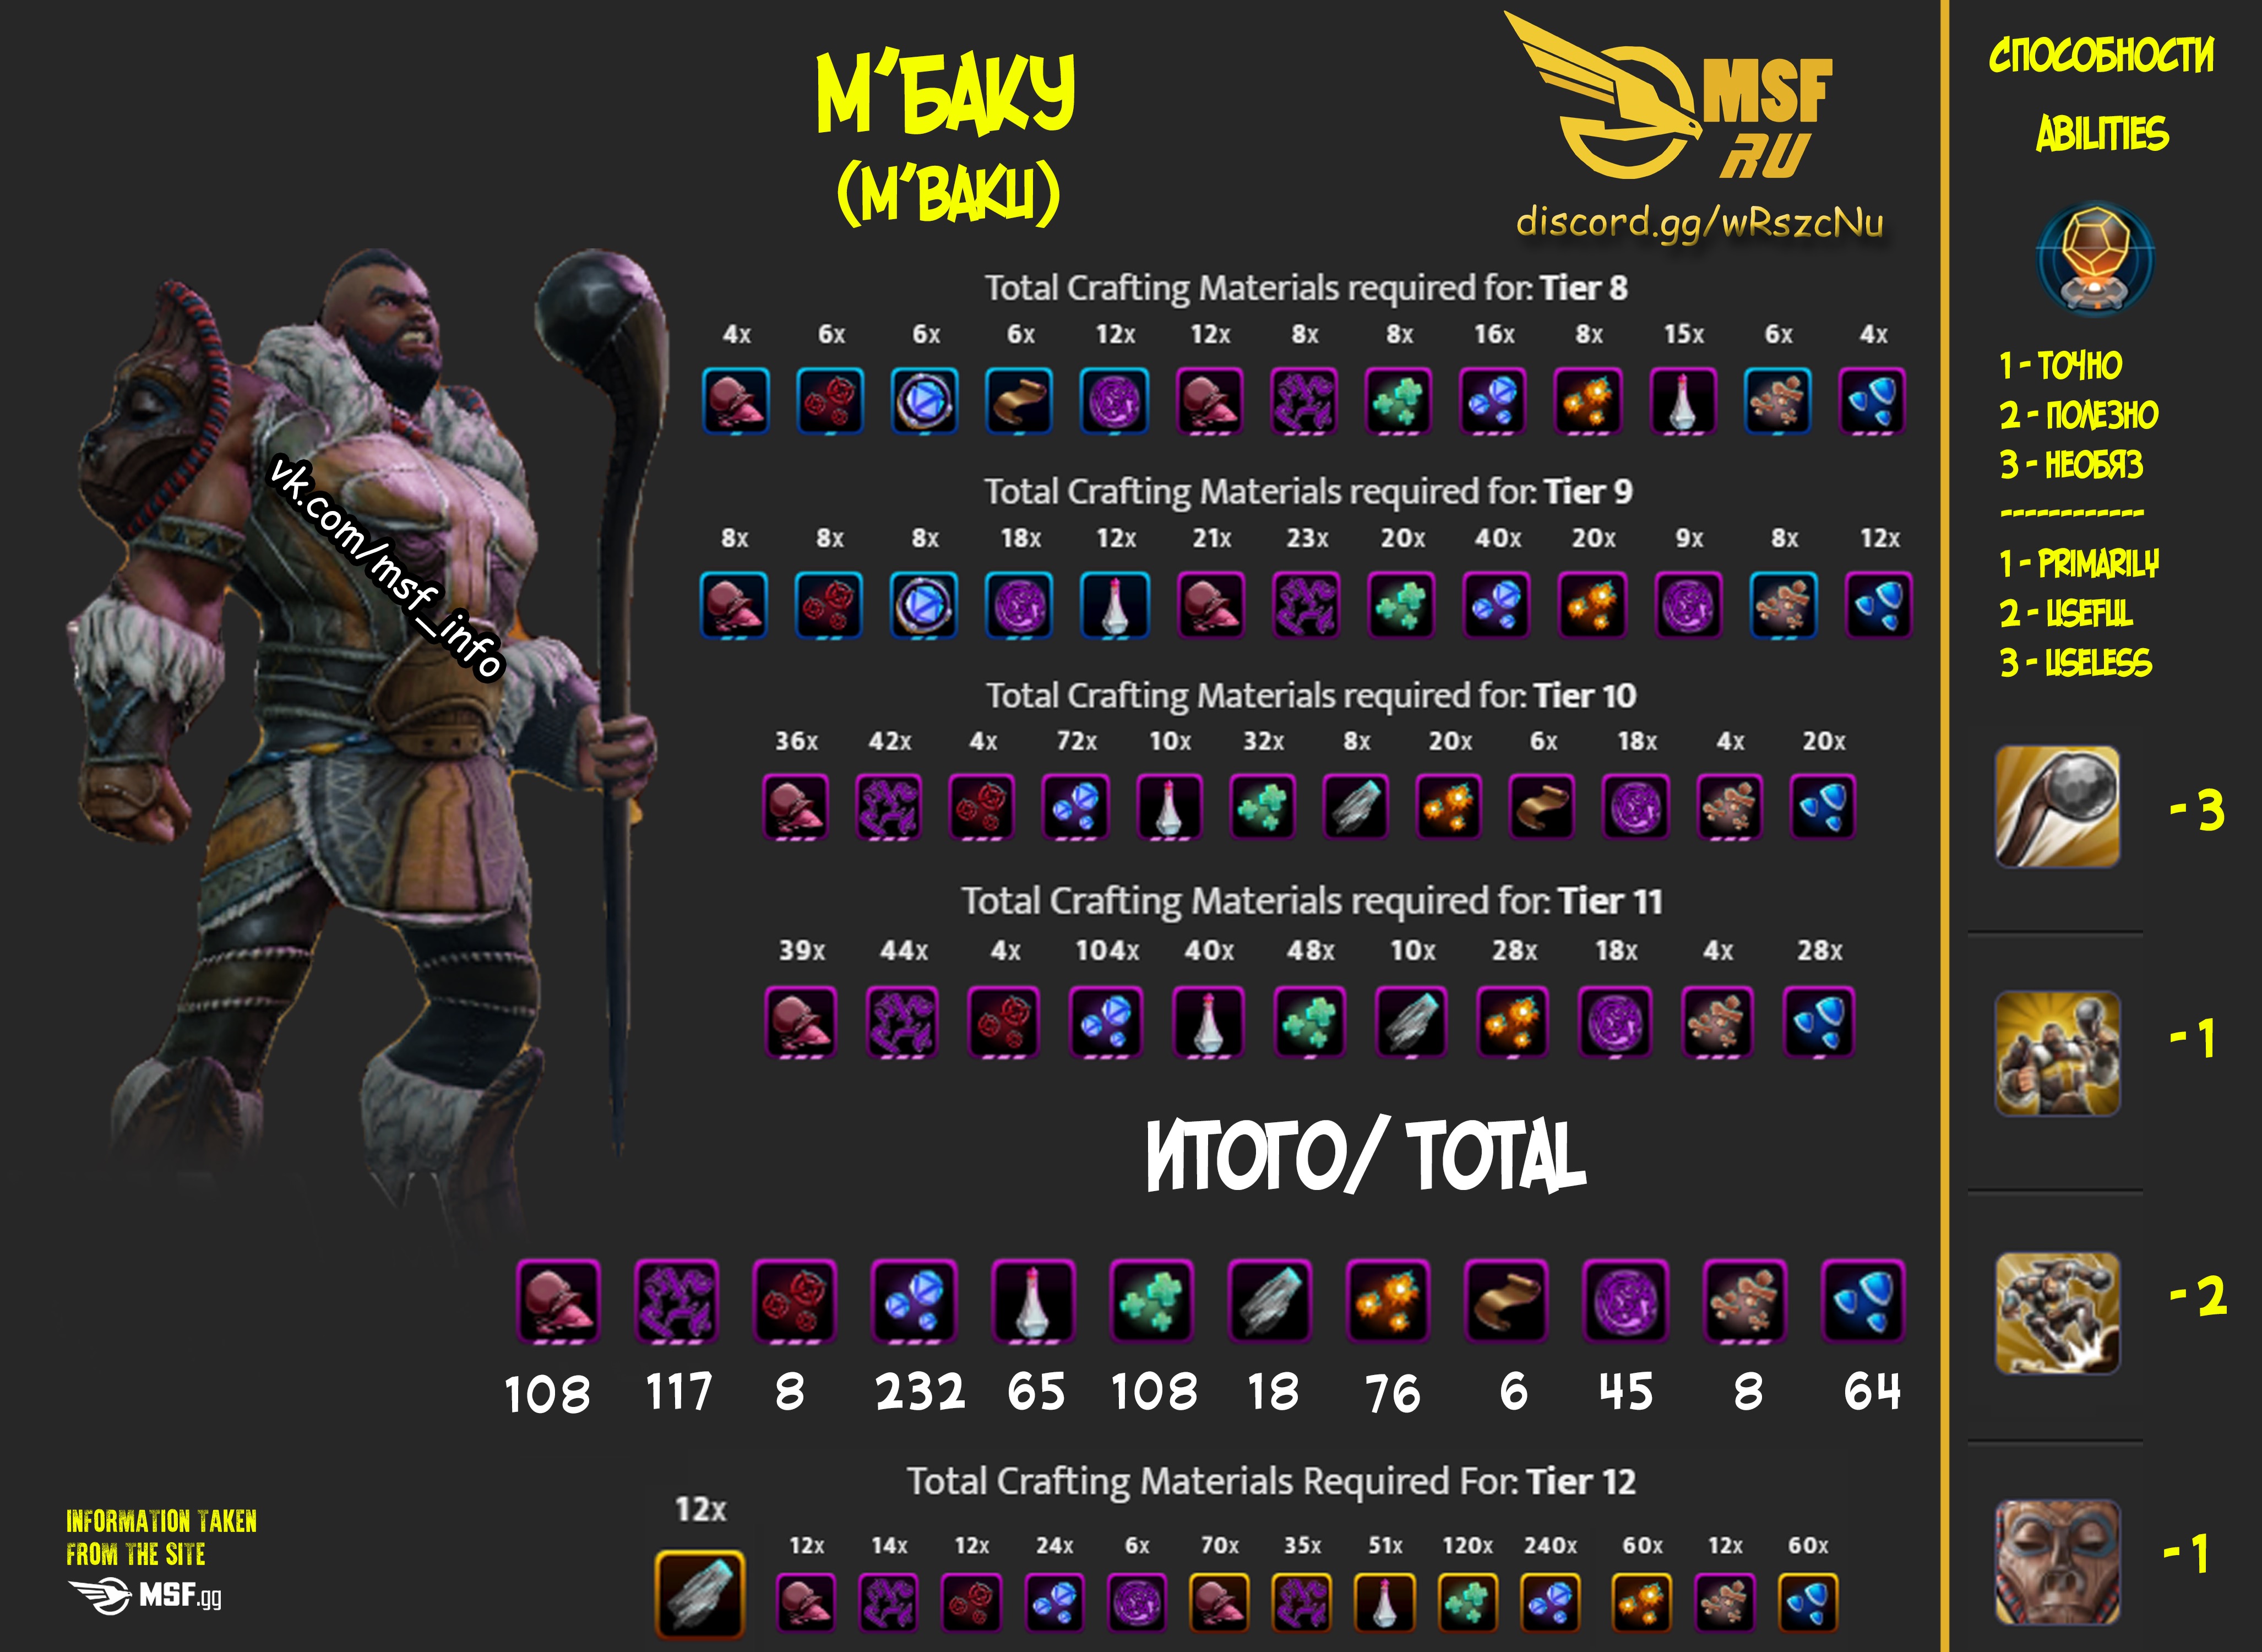 М'БАКУ
(M'BAKU)
MSF
RU
discord.gg/wRszcNu
vk.com/msf_info
Total Crafting Materials required for: Tier 8
4x 6x 6x 6x 12x 12x 8x 8x 16x 8x 15x 6x 4x
Total Crafting Materials required for: Tier 9
8x 8x 8x 18x 12x 21x 23x 20x 40x 20x 9x 8x 12x
Total Crafting Materials required for: Tier 10
36x 42x 4x 72x 10x 32x 8x 20x 6x 18x 4x 20x
Total Crafting Materials required for: Tier 11
39x 44x 4x 104x 40x 48x 10x 28x 18x 4x 28x
ИТОГО/ TOTAL
108 117 8 232 65 108 18 76 6 45 8 64
Total Crafting Materials Required For: Tier 12
12x
12x 14x 12x 24x 6x 70x 35x 51x 120x 240x 60x 12x 60x
INFORMATION TAKEN
FROM THE SITE
MSF.gg
СПОСОБНОСТИ
ABILITIES
1 - ТОЧНО
2 - ПОЛЕЗНО
3 - НЕОБЯЗ
------------
1 - PRIMARILY
2 - USEFUL
3 - USELESS
- 3
- 1
- 2
- 1